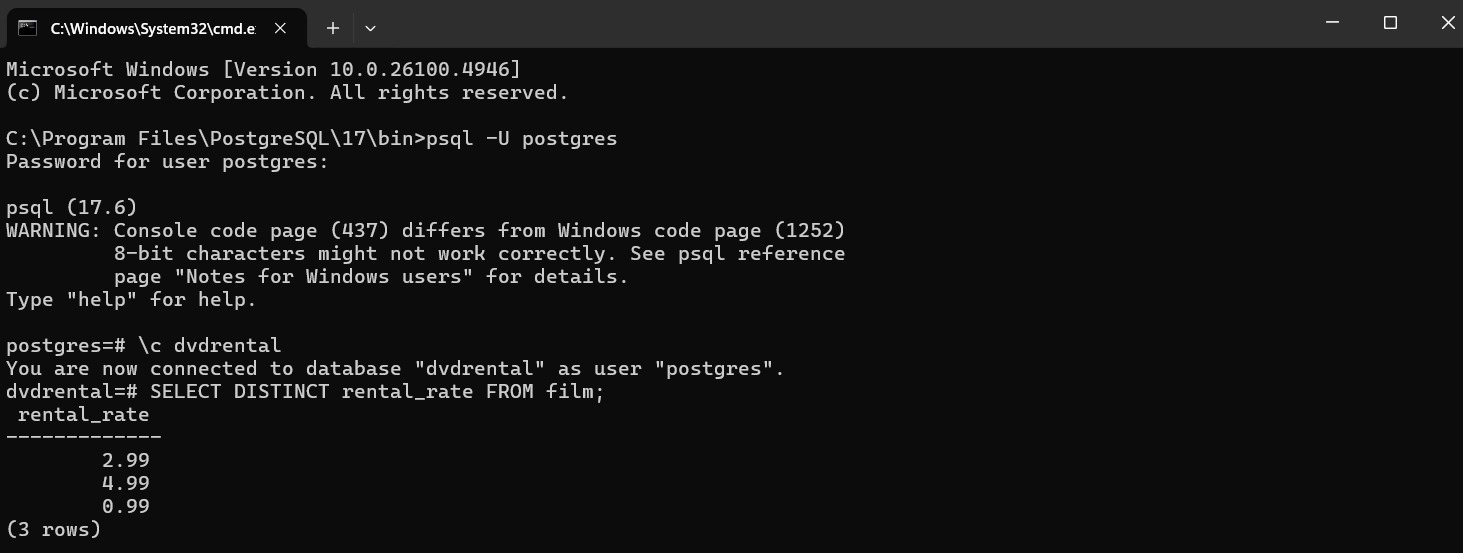 C:\Windows\System32\cmd.e
Microsoft Windows [Version 10.0.26100.4946]
(c) Microsoft Corporation. All rights reserved.
C:\Program Files\PostgreSQL\17\bin>psql -U postgres
Password for user postgres:
psql (17.6)
WARNING: Console code page (437) differs from Windows code page (1252)
         8-bit characters might not work correctly. See psql reference
         page "Notes for Windows users" for details.
Type "help" for help.
postgres=# \c dvdrental
You are now connected to database "dvdrental" as user "postgres".
dvdrental=# SELECT DISTINCT rental_rate FROM film;
 rental_rate
-------------
        2.99
        4.99
        0.99
(3 rows)